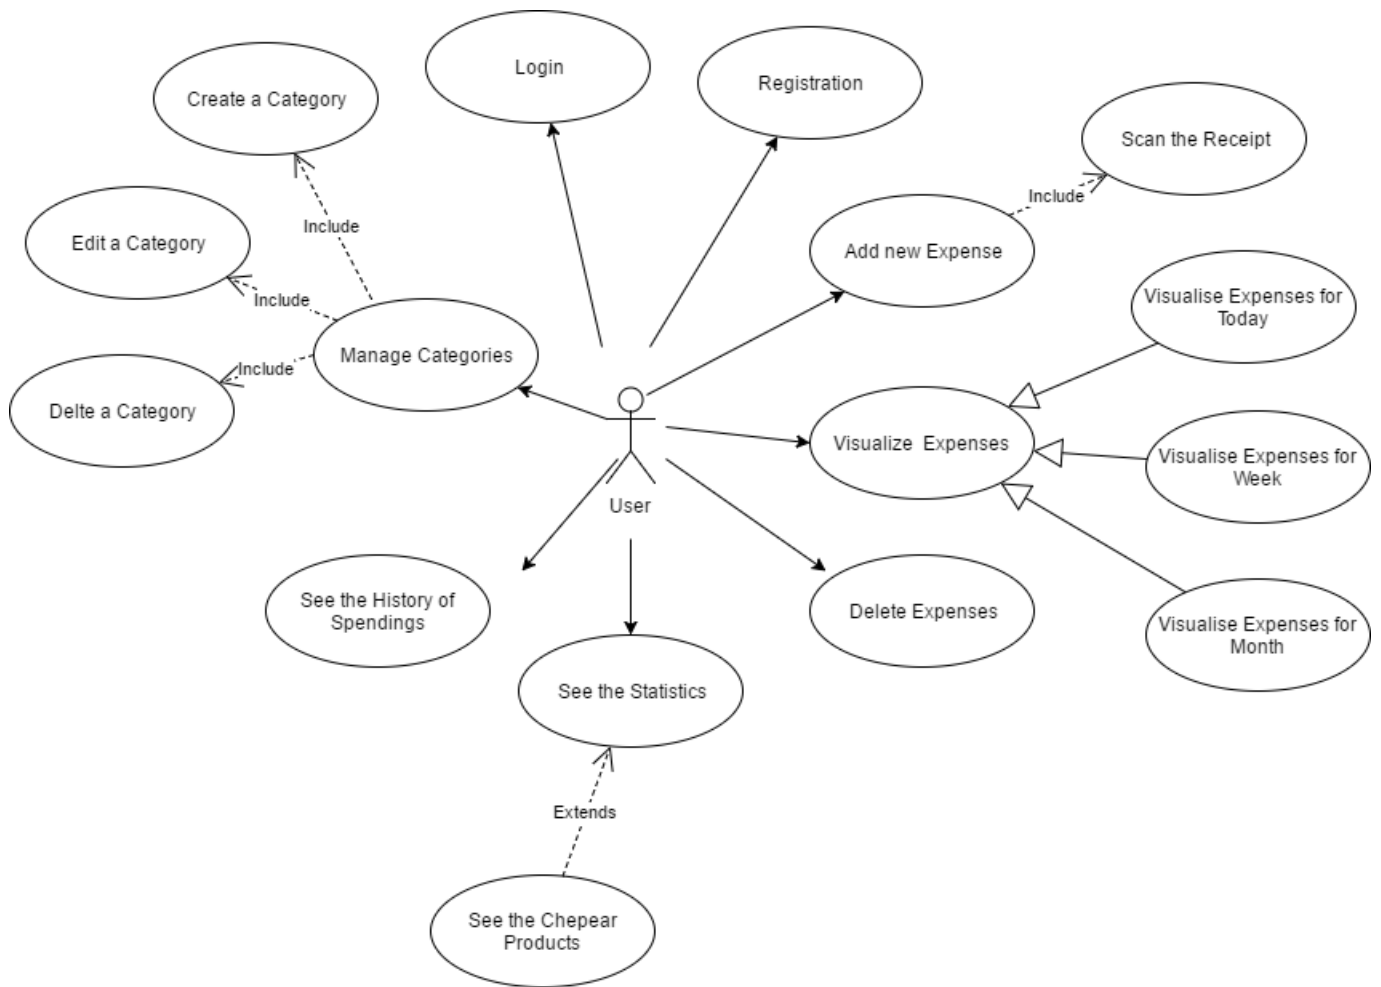 Login
Registration
Create a Category
Scan the Receipt
Include
Include
Edit a Category
Add new Expense
Include
Visualise Expenses for
Today
Manage Categories
Include
Delte a Category
Visualize  Expenses
Visualise Expenses for
Week
User
See the History of
Spendings
Delete Expenses
Visualise Expenses for
Month
See the Statistics
Extends
See the Chepear
Products